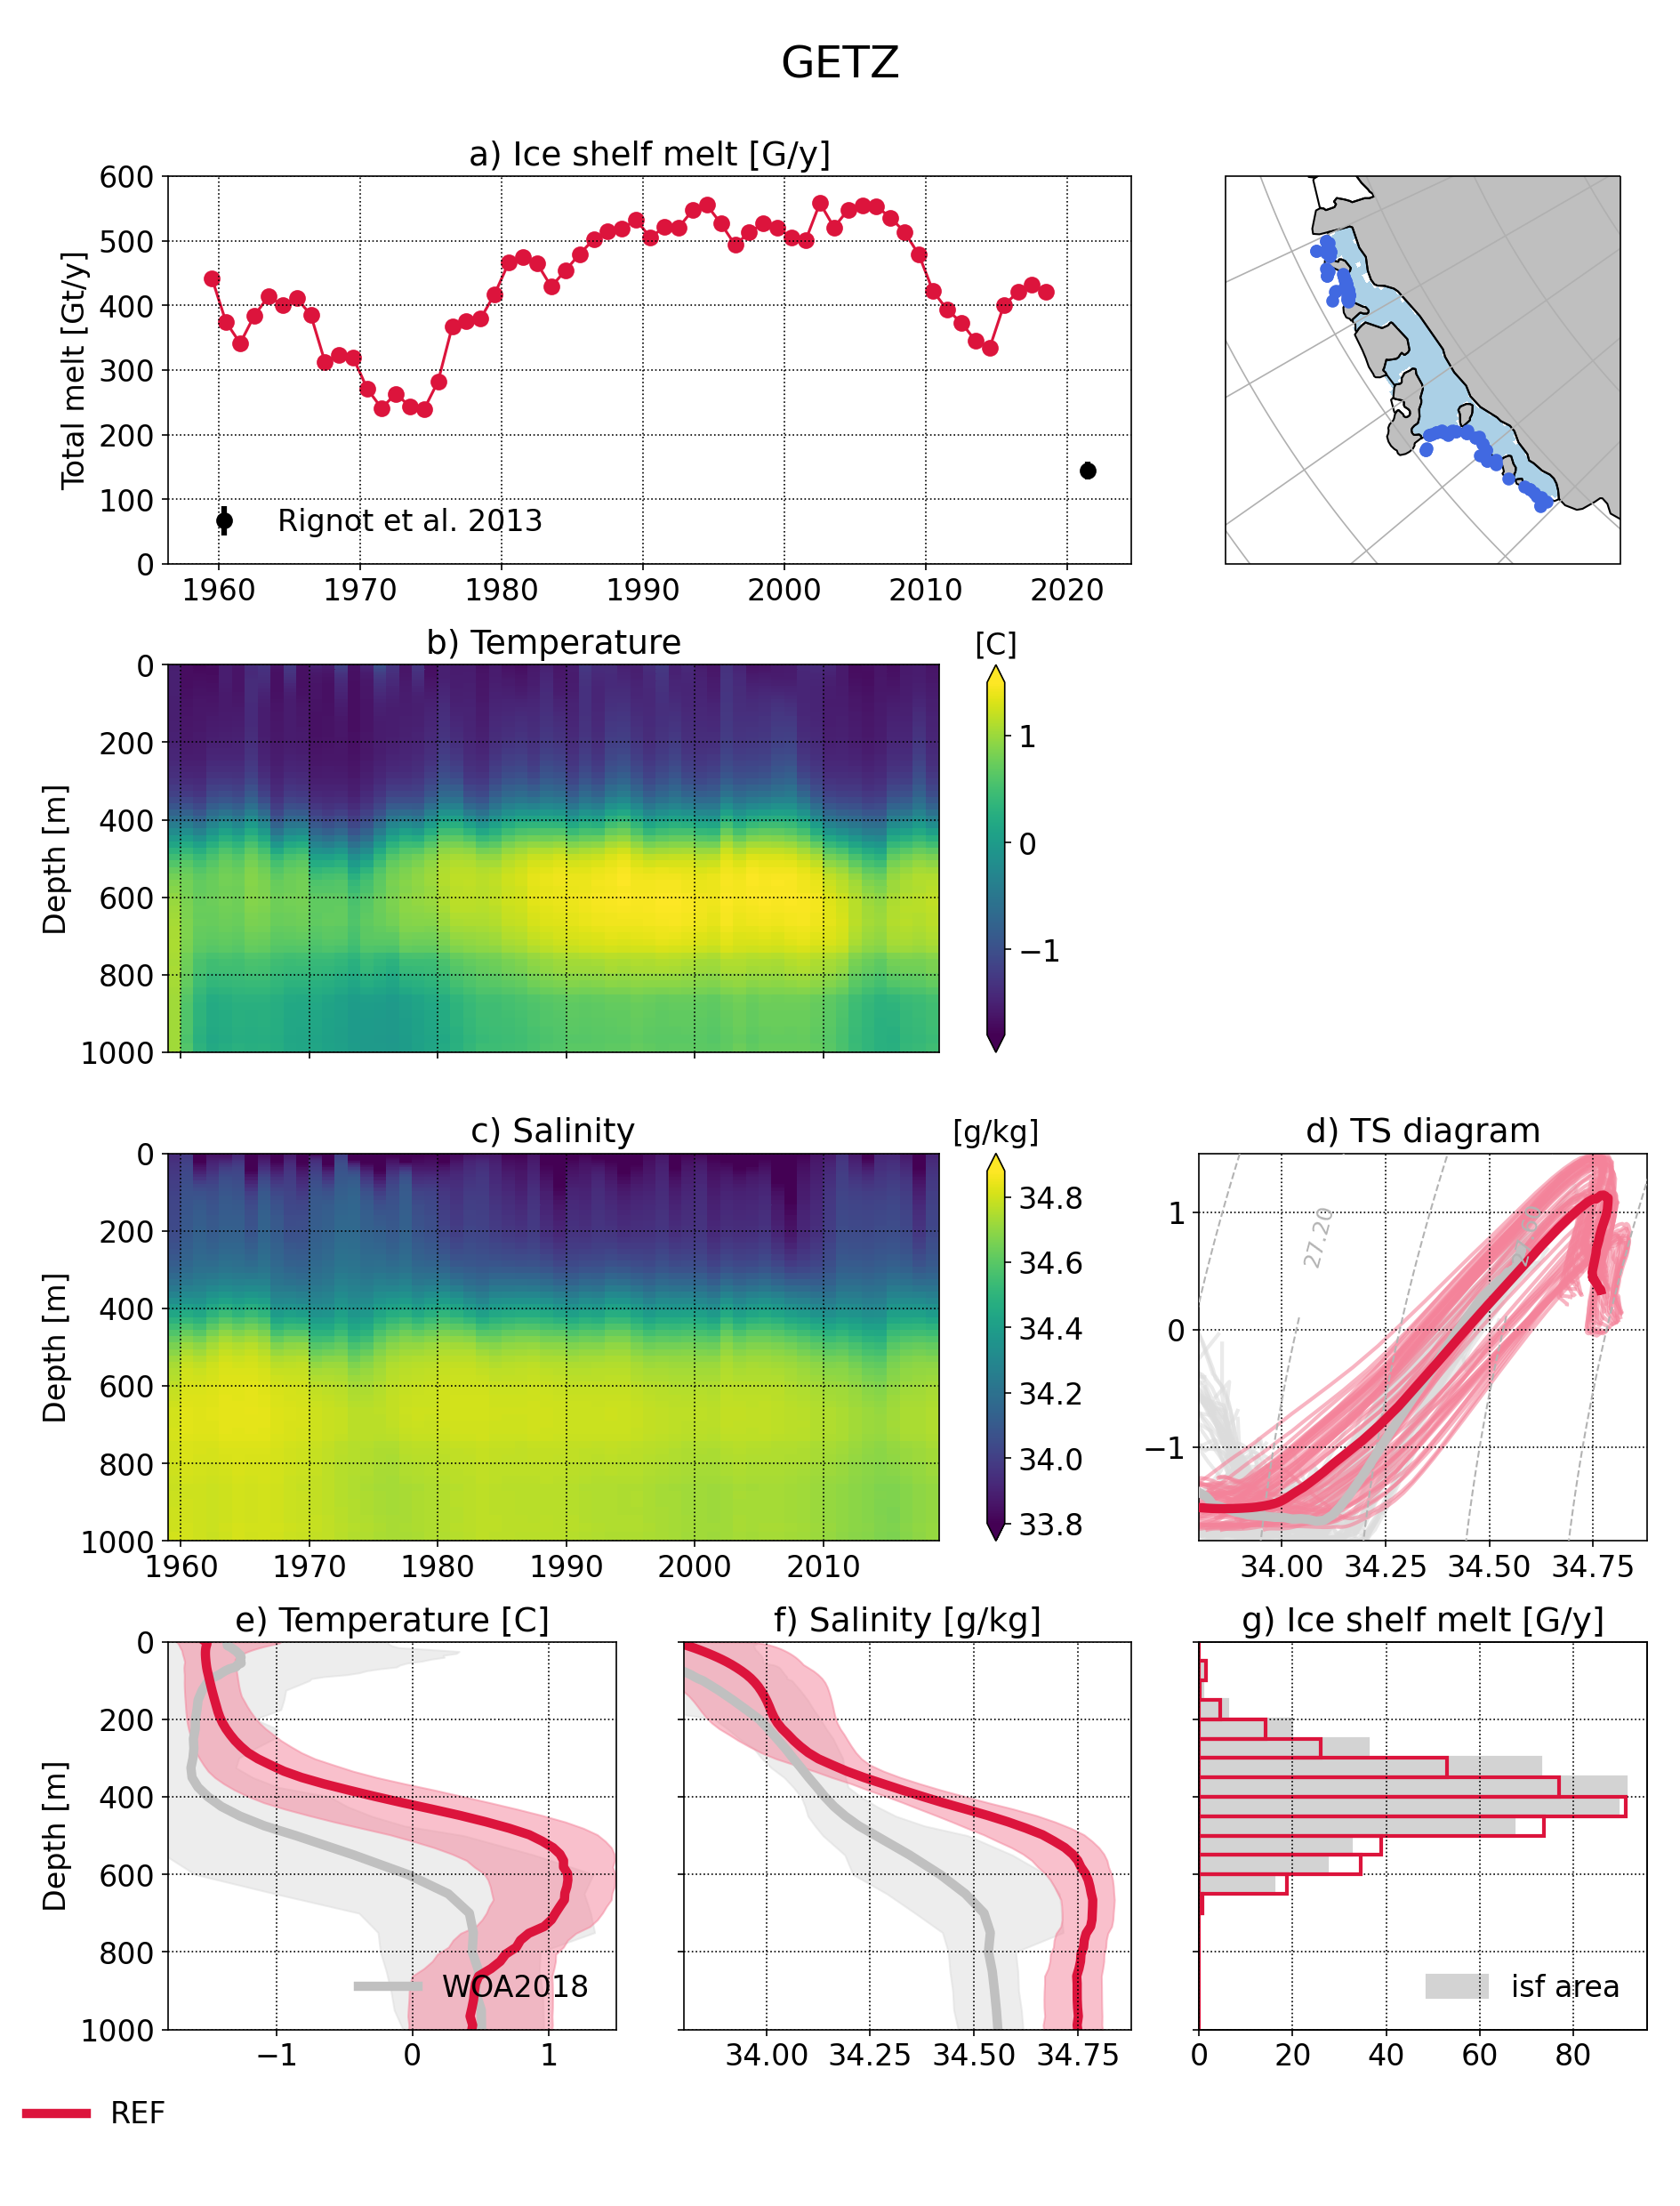 GETZ
a) Ice shelf melt [G/y]
Total melt [Gt/y]
600
500
400
300
200
100
0
Rignot et al. 2013
1960 1970 1980 1990 2000 2010 2020
b) Temperature
[C]
Depth [m]
0
200
400
600
800
1000
1
0
−1
c) Salinity
[g/kg]
Depth [m]
0
200
400
600
800
1000
1960 1970 1980 1990 2000 2010
34.8
34.6
34.4
34.2
34.0
33.8
d) TS diagram
1
0
−1
27.20
34.00 34.25 34.50 34.75
e) Temperature [C]
Depth [m]
0
200
400
600
800
1000
WOA2018
−1 0 1
f) Salinity [g/kg]
34.00 34.25 34.50 34.75
g) Ice shelf melt [G/y]
isf area
0 20 40 60 80
REF